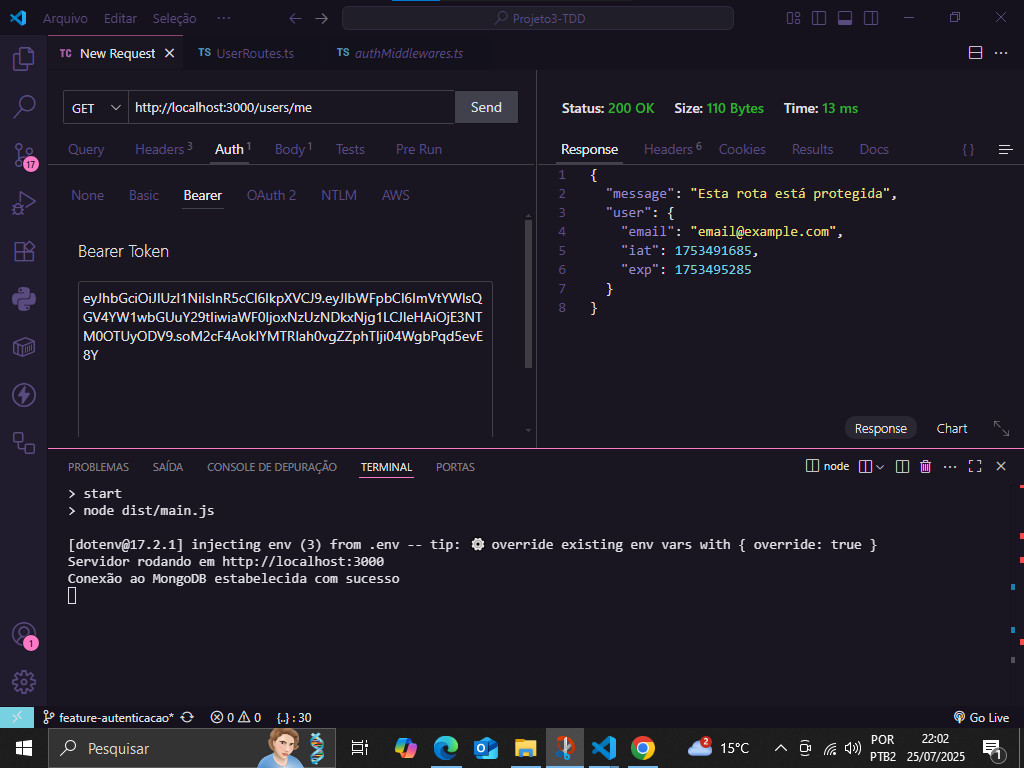 Arquivo Editar Seleção ··· Projeto3-TDD
TC New Request TS UserRoutes.ts TS authMiddlewares.ts
GET http://localhost:3000/users/me Send
Query Headers 3 Auth 1 Body 1 Tests Pre Run
None Basic Bearer OAuth 2 NTLM AWS
Bearer Token
eyJhbGciOiJIUzI1NiIsInR5cCI6IkpXVCJ9.eyJlbWFpbCI6ImVtYWlsQ
GV4YW1wbGUuY29tIiwiaWF0IjoxNzUzNDkxNjg1LCJleHAiOjE3NT
M0OTUyODV9.soM2cF4AokIYMTRlah0vgZZphTIji04WgbPqd5evE
8Y
Status: 200 OK Size: 110 Bytes Time: 13 ms
Response Headers 6 Cookies Results Docs { }
1 {
2 "message": "Esta rota está protegida",
3 "user": {
4 "email": "email@example.com",
5 "iat": 1753491685,
6 "exp": 1753495285
7 }
8 }
Response Chart
PROBLEMAS SAÍDA CONSOLE DE DEPURAÇÃO TERMINAL PORTAS node
> start
> node dist/main.js
[dotenv@17.2.1] injecting env (3) from .env -- tip: ⚙️ override existing env vars with { override: true }
Servidor rodando em http://localhost:3000
Conexão ao MongoDB estabelecida com sucesso
17
1
feature-autenticacao* 0 0 {..} : 30 Go Live
Pesquisar 2 15°C POR PTB2 22:02 25/07/2025 1